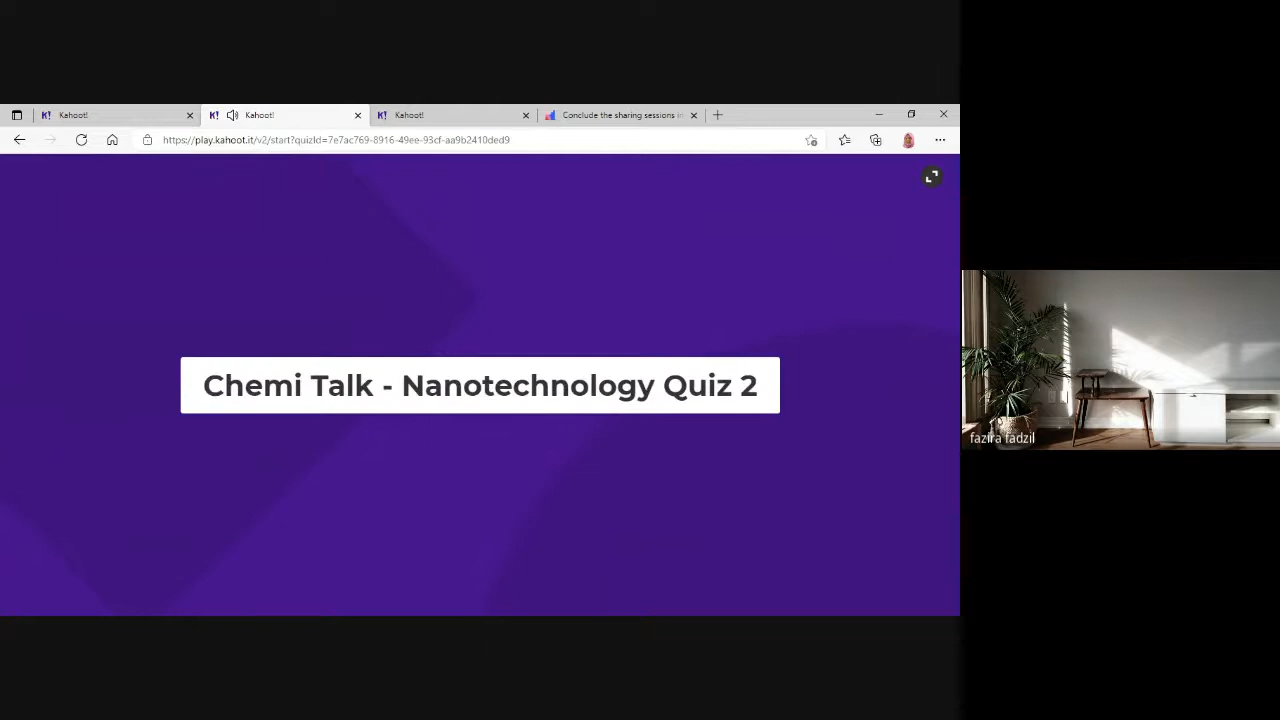 Kahoot!
Kahoot!
Kahoot!
Conclude the sharing sessions i
https://play.kahoot.it/v2/start?quizId=7e7ac769-8916-49ee-93cf-aa9b2410ded9
Chemi Talk - Nanotechnology Quiz 2
fazira fadzil